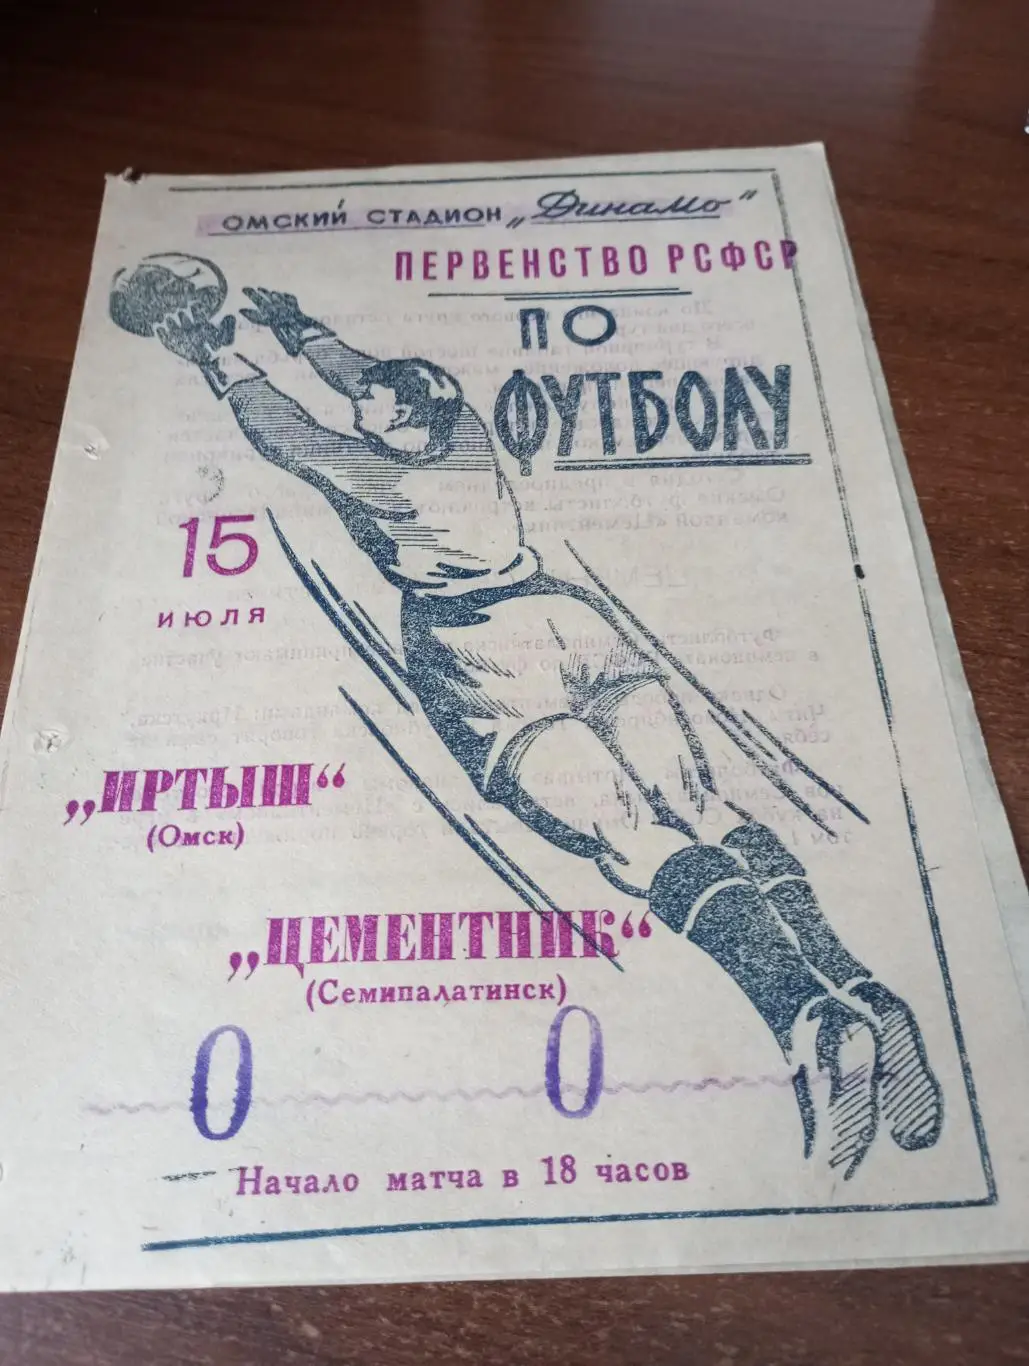 ОМСКИЙ СТАДИОН „Динамо"
ПЕРВЕНСТВО РСФСР
ПО
ФУТБОЛУ
15
ИЮЛЯ
„ИРТЫШ“
(Омск)
„ЦЕМЕНТНИК“
(Семипалатинск)
0 0
Начало матча в 18 часов